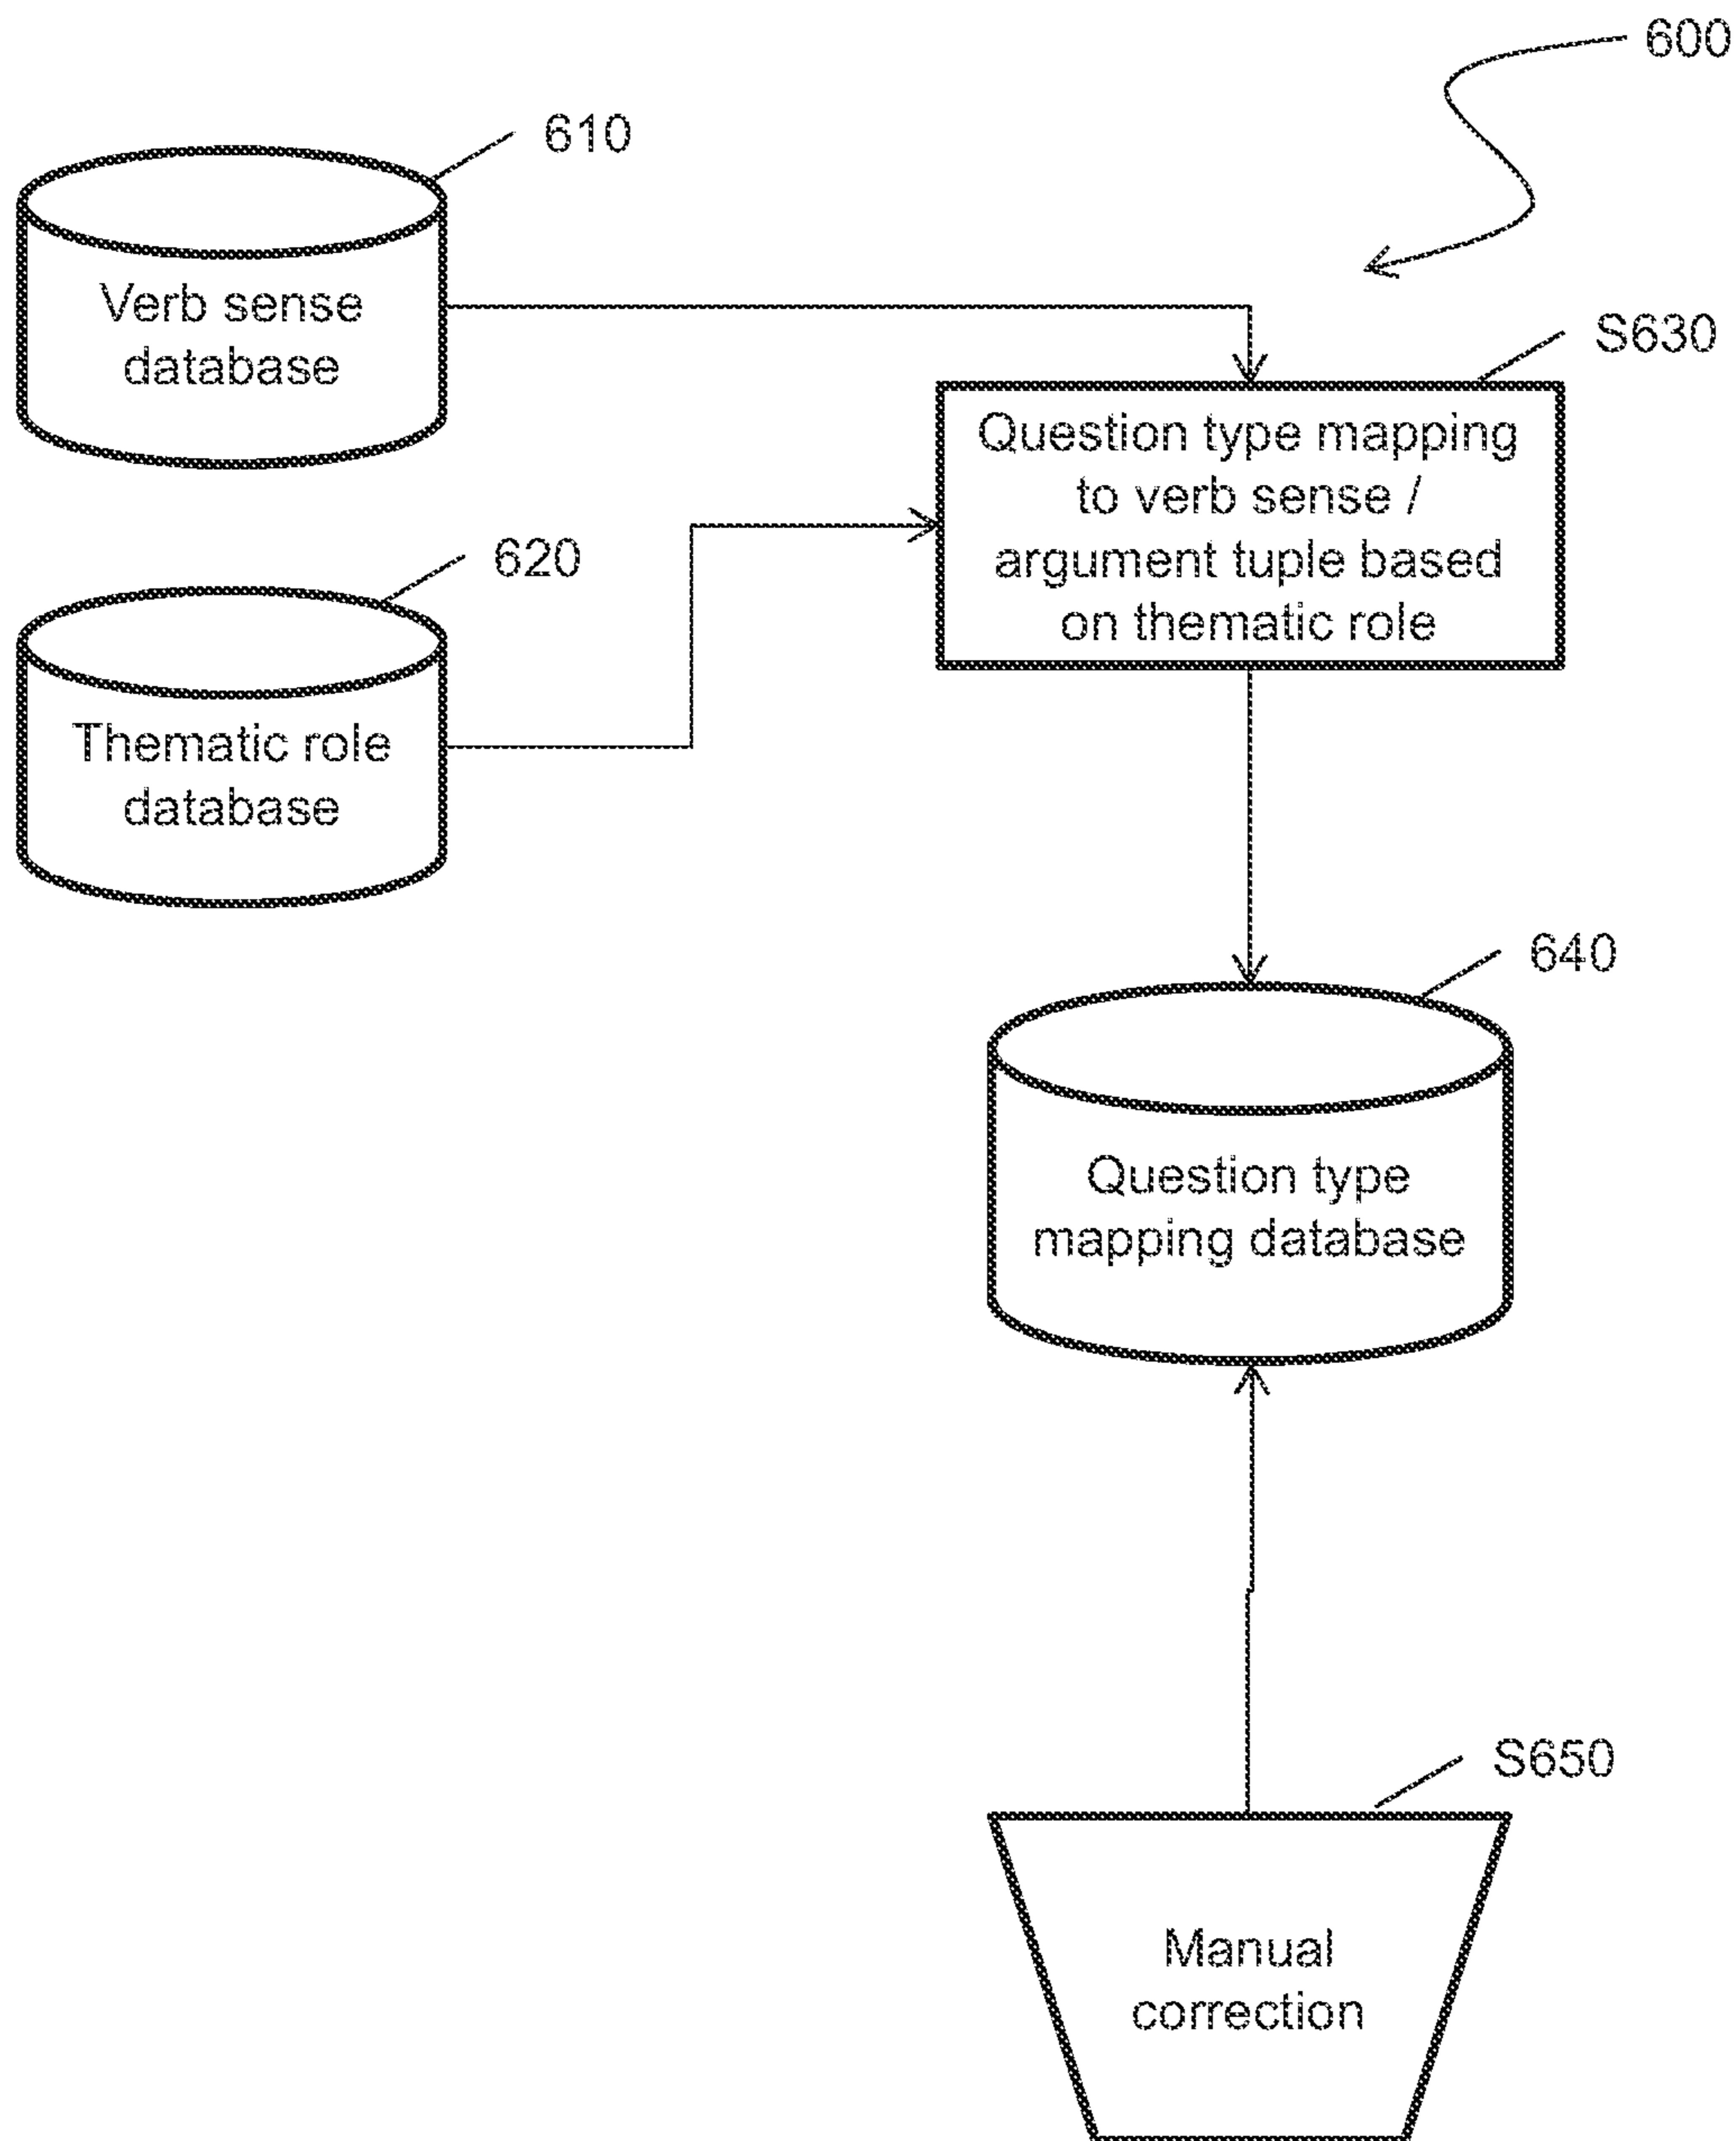 600
610
Verb sense
database
S630
Question type mapping
to verb sense /
argument tuple based
on thematic role
620
Thematic role
database
640
Question type
mapping database
S650
Manual
correction